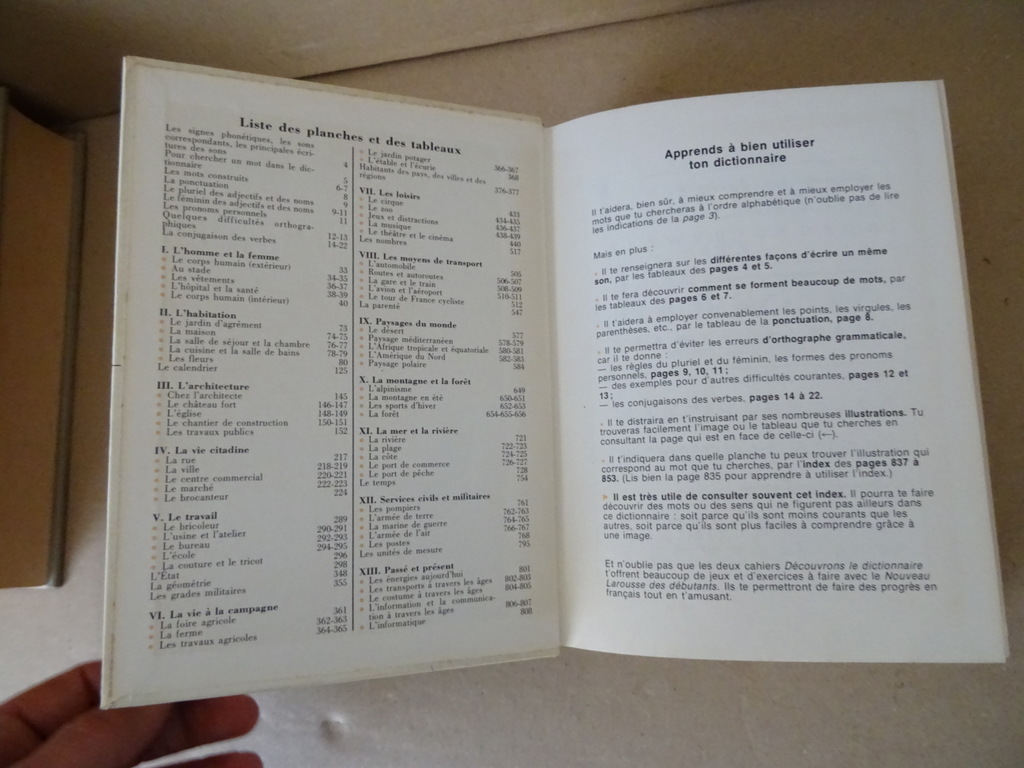 Liste des planches et des tableaux
Les signes phonétiques, les sons
correspondants, les principales écri-
tures des sons 4
Pour chercher un mot dans le dic-
tionnaire 5
Les mots construits 6-7
La ponctuation 8
Le pluriel des adjectifs et des noms 9
Le féminin des adjectifs et des noms 9-11
Les pronoms personnels 11
Quelques difficultés orthogra-
phiques 12-13
La conjugaison des verbes 14-22
I. L'homme et la femme
Le corps humain (extérieur) 33
Au stade 34-35
Les vêtements 36-37
L'hôpital et la santé 38-39
Le corps humain (intérieur) 40
II. L'habitation
Le jardin d'agrément 73
La maison 74-75
La salle de séjour et la chambre 76-77
La cuisine et la salle de bains 78-79
Les fleurs 80
Le calendrier 125
III. L'architecture
Chez l'architecte 145
Le château fort 146-147
L'église 148-149
Le chantier de construction 150-151
Les travaux publics 152
IV. La vie citadine
La rue 217
La ville 218-219
Le centre commercial 220-221
Le marché 222-223
Le brocanteur 224
V. Le travail
Le bricoleur 289
L'usine et l'atelier 290-291
Le bureau 292-293
L'école 294-295
La couture et le tricot 296
L'État 298
La géométrie 348
Les grades militaires 355
VI. La vie à la campagne
La foire agricole 361
La ferme 362-363
Les travaux agricoles 364-365
Le jardin potager
L'étable et l'écurie 366-367
Habitants des pays, des villes et des 368
régions 376-377
VII. Les loisirs
Le cirque 433
Le zoo 434-435
Jeux et distractions 436-437
La musique 438-439
Le théâtre et le cinéma 440
Les nombres 517
VIII. Les moyens de transport
L'automobile 505
Routes et autoroutes 506-507
La gare et le train 508-509
L'avion et l'aéroport 510-511
Le tour de France cycliste 512
La parenté 547
IX. Paysages du monde
Le désert 577
Paysage méditerranéen 578-579
L'Afrique tropicale et équatoriale 580-581
L'Amérique du Nord 582-583
Paysage polaire 584
X. La montagne et la forêt
L'alpinisme 649
La montagne en été 650-651
Les sports d'hiver 652-653
La forêt 654-655-656
XI. La mer et la rivière
La rivière 721
La plage 722-723
La côte 724-725
Le port de commerce 726-727
Le port de pêche 728
Le temps 754
XII. Services civils et militaires
Les pompiers 761
L'armée de terre 762-763
La marine de guerre 764-765
L'armée de l'air 766-767
Les postes 768
Les unités de mesure 795
XIII. Passé et présent
Les énergies aujourd'hui 801
Les transports à travers les âges 802-803
Le costume à travers les âges 804-805
L'information et la communica-
tion à travers les âges 806-807
L'informatique 808
Apprends à bien utiliser
ton dictionnaire
Il t'aidera, bien sûr, à mieux comprendre et à mieux employer les
mots que tu chercheras à l'ordre alphabétique (n'oublie pas de lire
les indications de la page 3).
Mais en plus :
Il te renseignera sur les différentes façons d'écrire un même
son, par les tableaux des pages 4 et 5.
Il te fera découvrir comment se forment beaucoup de mots, par
les tableaux des pages 6 et 7.
Il t'aidera à employer convenablement les points, les virgules, les
parenthèses, etc., par le tableau de la ponctuation, page 8.
Il te permettra d'éviter les erreurs d'orthographe grammaticale,
car il te donne :
— les règles du pluriel et du féminin, les formes des pronoms
personnels, pages 9, 10, 11 ;
— des exemples pour d'autres difficultés courantes, pages 12 et
13 ;
— les conjugaisons des verbes, pages 14 à 22.
Il te distraira en t'instruisant par ses nombreuses illustrations. Tu
trouveras facilement l'image ou le tableau que tu cherches en
consultant la page qui est en face de celle-ci (←).
Il t'indiquera dans quelle planche tu peux trouver l'illustration qui
correspond au mot que tu cherches, par l'index des pages 837 à
853. (Lis bien la page 835 pour apprendre à utiliser l'index.)
Il est très utile de consulter souvent cet index. Il pourra te faire
découvrir des mots ou des sens qui ne figurent pas ailleurs dans
ce dictionnaire : soit parce qu'ils sont moins courants que les
autres, soit parce qu'ils sont plus faciles à comprendre grâce à
une image.
Et n'oublie pas que les deux cahiers Découvrons le dictionnaire
t'offrent beaucoup de jeux et d'exercices à faire avec le Nouveau
Larousse des débutants. Ils te permettront de faire des progrès en
français tout en t'amusant.